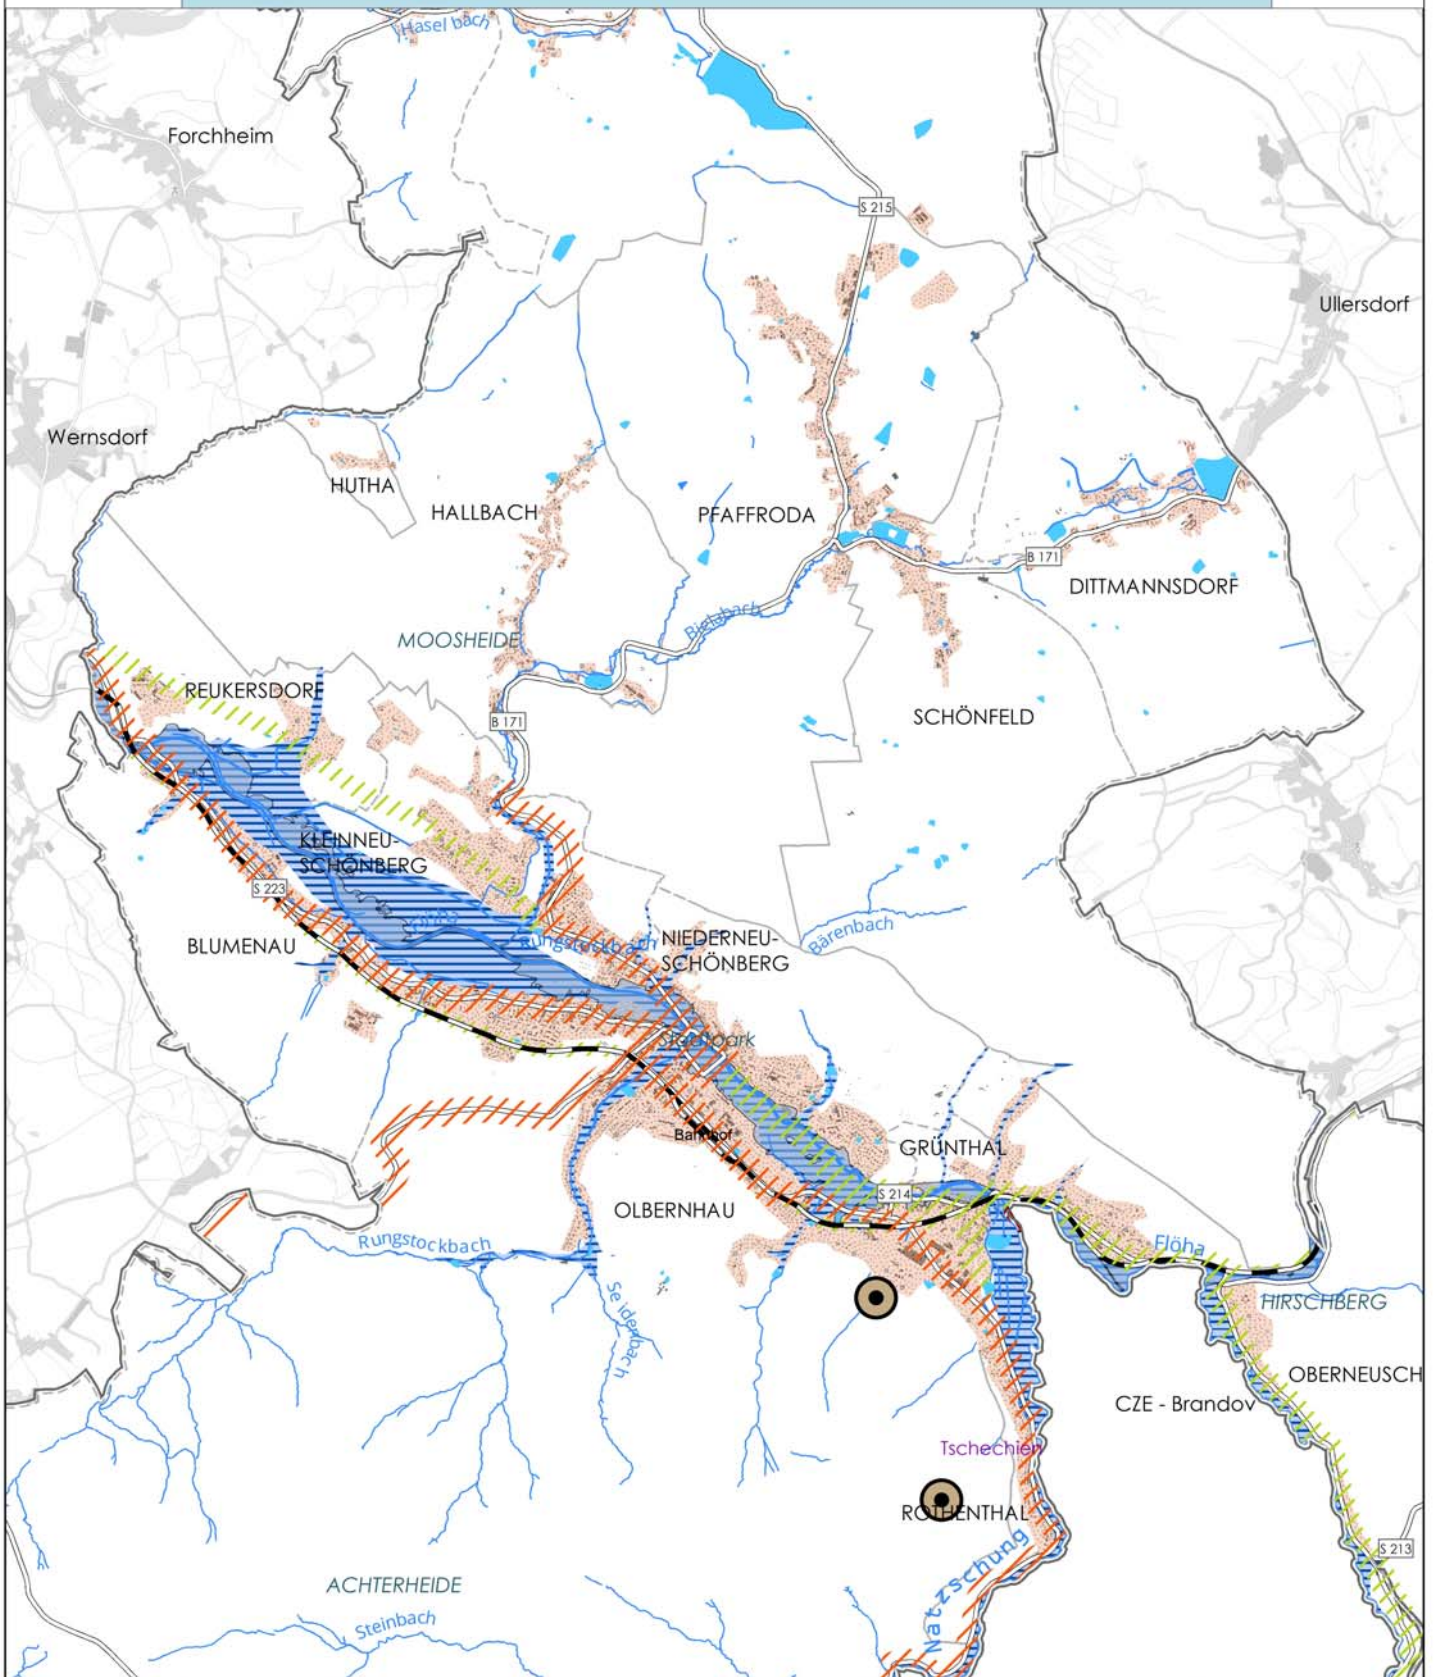 Hasel bach
Forchheim
S 215
Ullersdorf
Wernsdorf
HUTHA
HALLBACH
PFAFFRODA
B 171
DITTMANNSDORF
Bielabach
MOOSHEIDE
REUKERSDORF
SCHÖNFELD
B 171
KLEINNEU-
SCHÖNBERG
S 223
Flöha
BLUMENAU
Rungstockbach
NIEDERNEU-
SCHÖNBERG
Bärenbach
Stadtpark
Bahnhof
GRÜNTHAL
S 214
OLBERNHAU
Rungstockbach
Flöha
Seidenbach
HIRSCHBERG
OBERNEUSCH
CZE - Brandov
Tschechien
ROTHENTHAL
S 213
Natzschung
ACHTERHEIDE
Steinbach